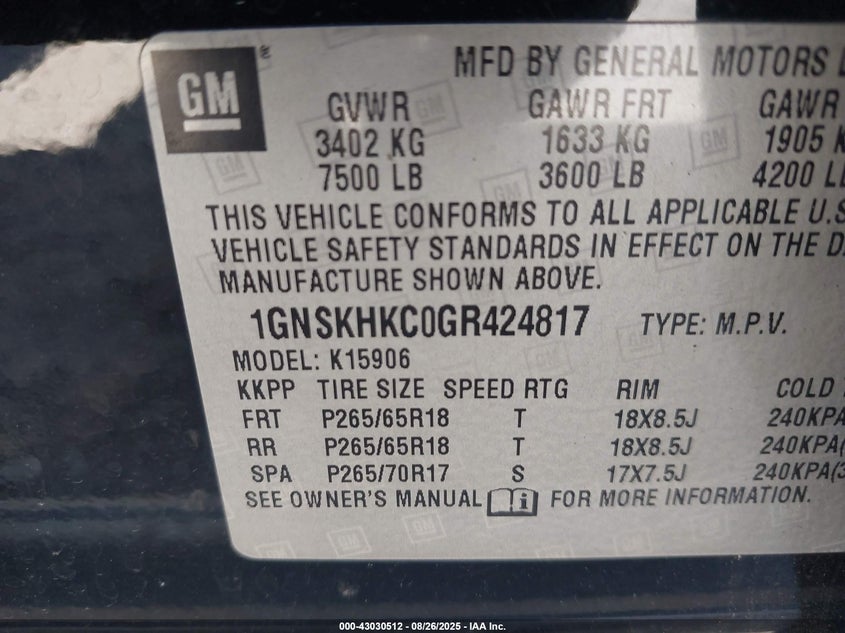 GM
MFD BY GENERAL MOTORS
GVWR GAWR FRT GAWR
3402 KG 1633 KG 1905
7500 LB 3600 LB 4200
THIS VEHICLE CONFORMS TO ALL APPLICABLE U.S
VEHICLE SAFETY STANDARDS IN EFFECT ON THE
MANUFACTURE SHOWN ABOVE.
1GNSKHKC0GR424817 TYPE: M.P.V.
MODEL: K15906
KKPP TIRE SIZE SPEED RTG RIM COLD
FRT P265/65R18 T 18X8.5J 240KPA
RR P265/65R18 T 18X8.5J 240KPA(
SPA P265/70R17 S 17X7.5J 240KPA(3
SEE OWNER'S MANUAL FOR MORE INFORMATION.
000-43030512 - 08/26/2025 - IAA Inc.